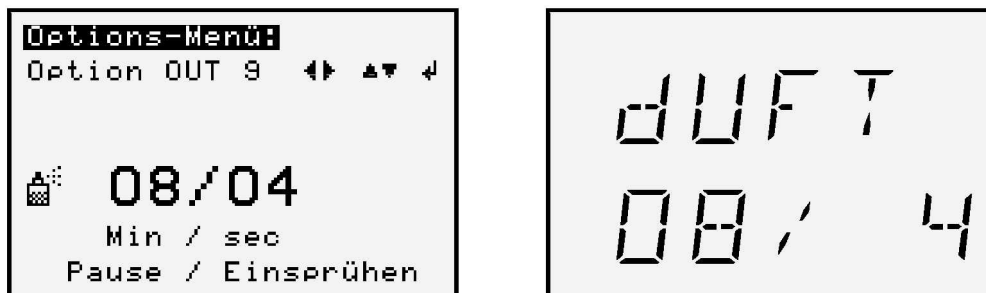 Options-Menü:
Option OUT 9 ◀▶ ▲▼ ↲
08/04
Min / sec
Pause / Einsprühen
dUFT
08/ 4